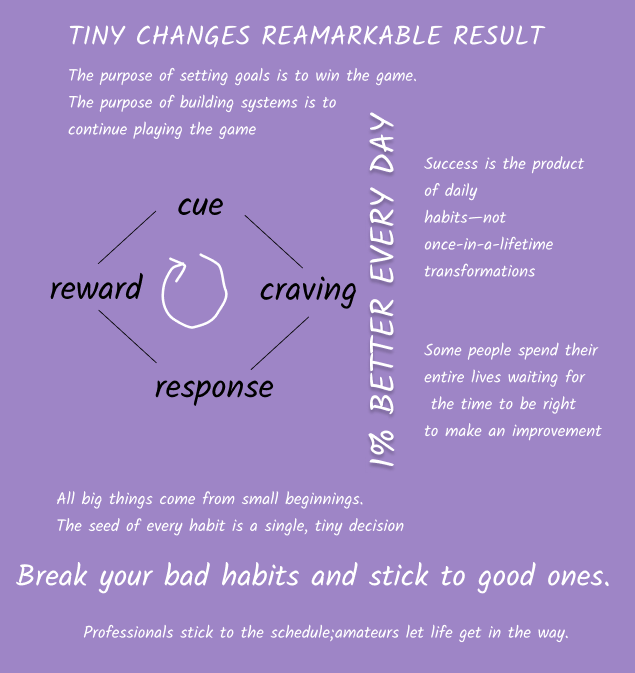 TINY CHANGES REAMARKABLE RESULT
The purpose of setting goals is to win the game.
The purpose of building systems is to
continue playing the game
1% BETTER EVERY DAY
Success is the product
of daily
habits—not
once-in-a-lifetime
transformations
cue
reward
craving
response
Some people spend their
entire lives waiting for
the time to be right
to make an improvement
All big things come from small beginnings.
The seed of every habit is a single, tiny decision
Break your bad habits and stick to good ones.
Professionals stick to the schedule;amateurs let life get in the way.